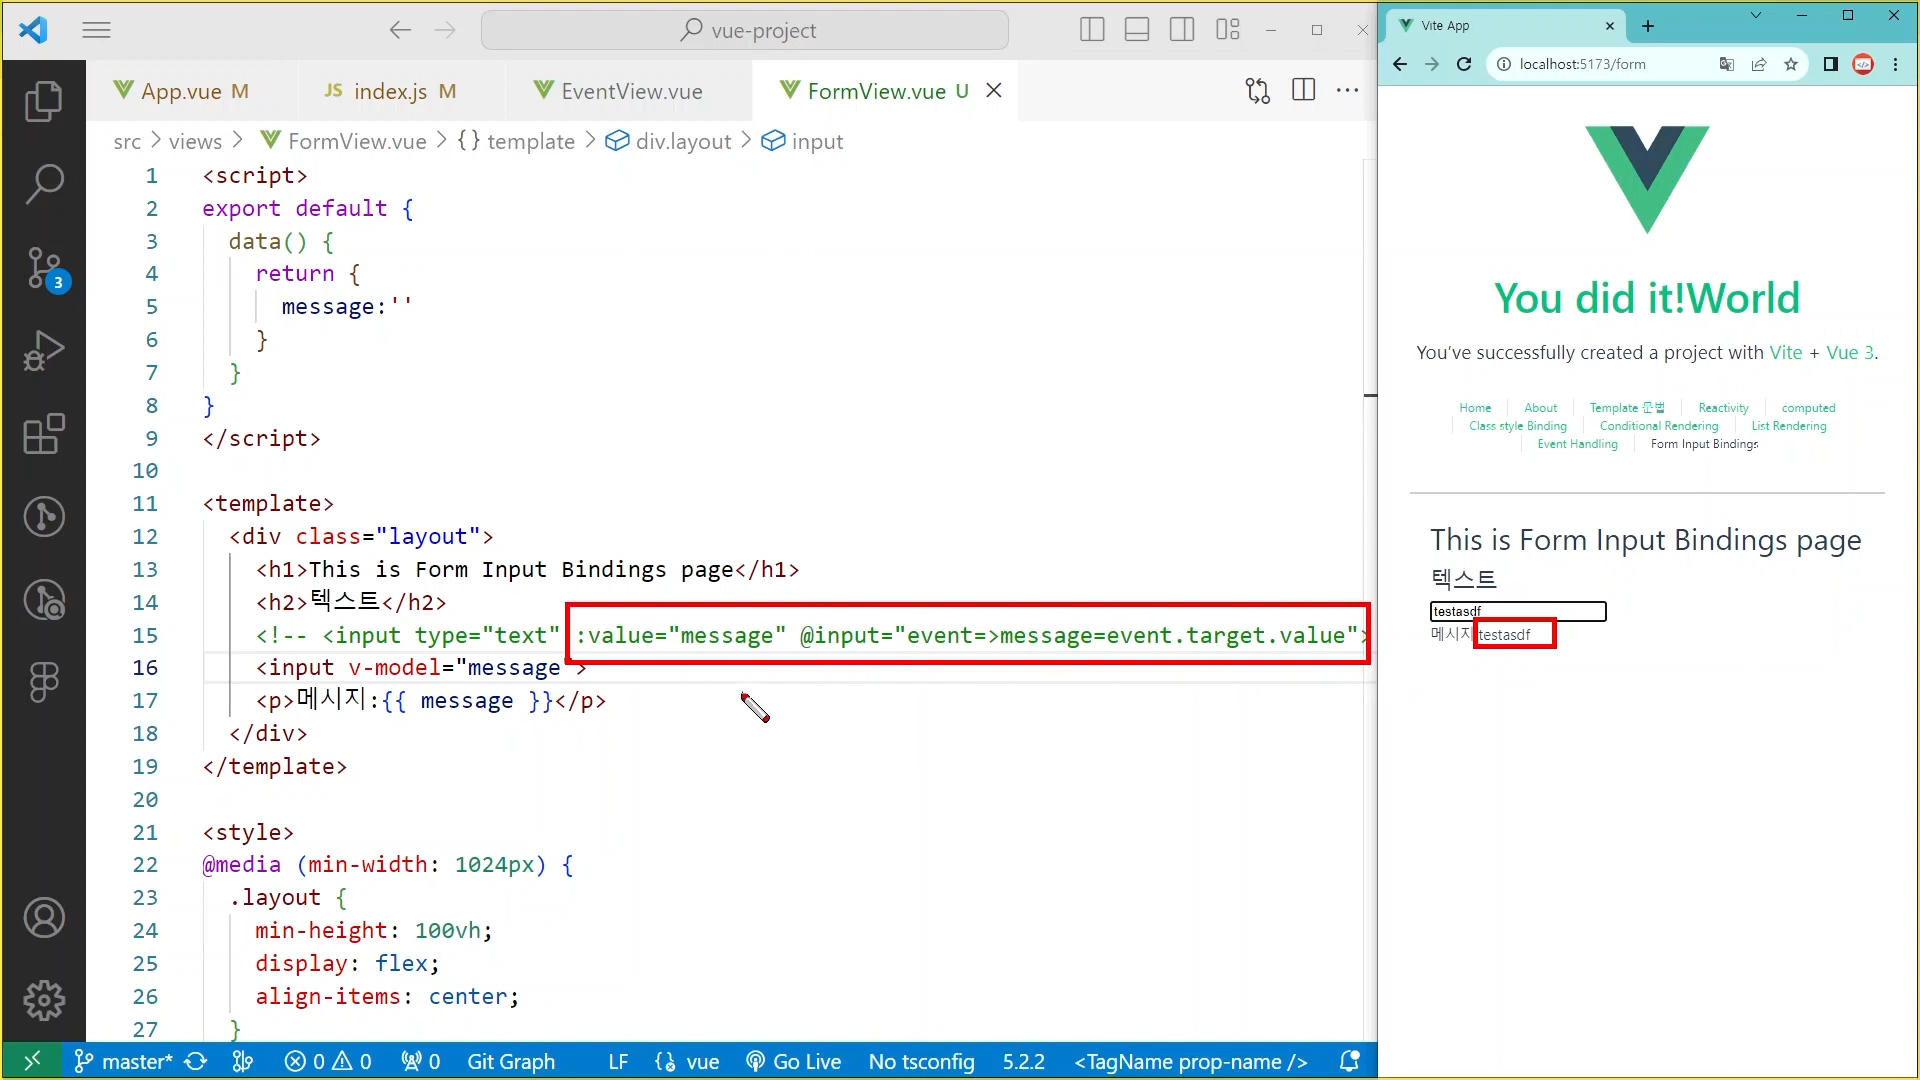 vue-project
App.vue M
JS index.js M
EventView.vue
FormView.vue U
src > views > FormView.vue > {} template > div.layout > input
1 <script>
2 export default {
3 data() {
4 return {
5 message:''
6 }
7 }
8 }
9 </script>
10
11 <template>
12 <div class="layout">
13 <h1>This is Form Input Bindings page</h1>
14 <h2>텍스트</h2>
15 <!-- <input type="text" :value="message" @input="event=>message=event.target.value">
16 <input v-model="message">
17 <p>메시지:{{ message }}</p>
18 </div>
19 </template>
20
21 <style>
22 @media (min-width: 1024px) {
23 .layout {
24 min-height: 100vh;
25 display: flex;
26 align-items: center;
27 }
3
master* 0 0 0 Git Graph LF vue Go Live No tsconfig 5.2.2 <TagName prop-name />
Vite App
localhost:5173/form
You did it!World
You've successfully created a project with Vite + Vue 3.
Home About Template 문법 Reactivity computed
Class style Binding Conditional Rendering List Rendering
Event Handling Form Input Bindings
This is Form Input Bindings page
텍스트
testasdf
메시지:testasdf